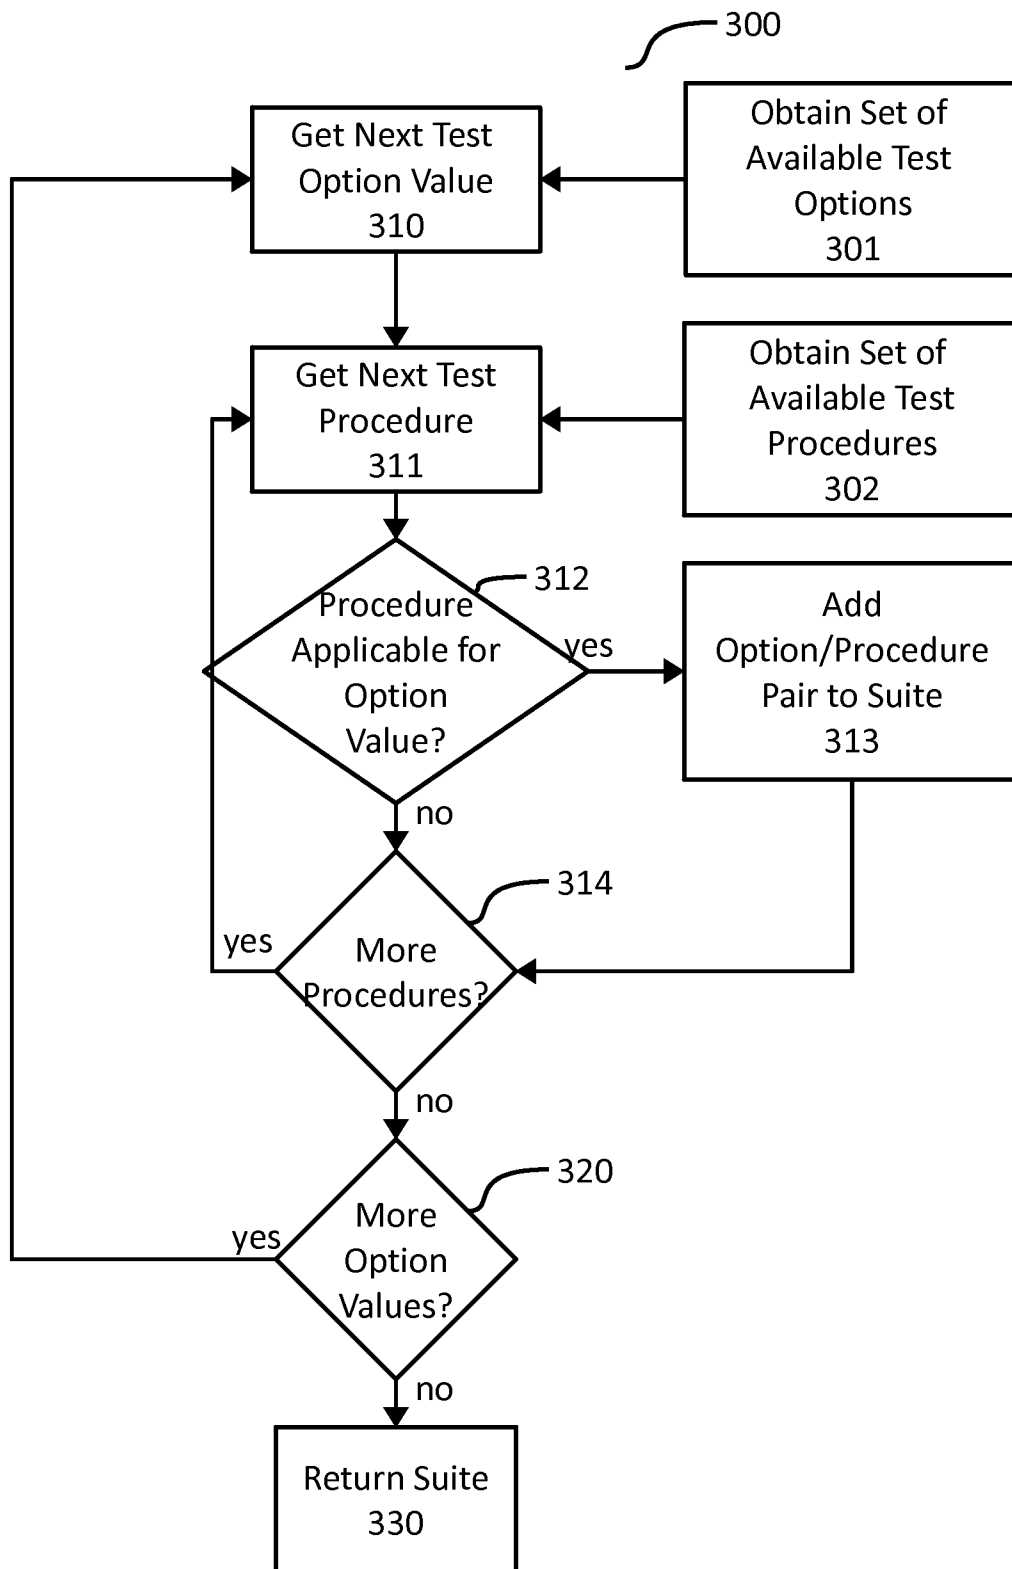 300
Get Next Test
Option Value
310
Obtain Set of
Available Test
Options
301
Get Next Test
Procedure
311
Obtain Set of
Available Test
Procedures
302
312
Procedure
Applicable for
Option
Value?
yes
Add
Option/Procedure
Pair to Suite
313
no
314
More
Procedures?
yes
no
320
More
Option
Values?
yes
no
Return Suite
330